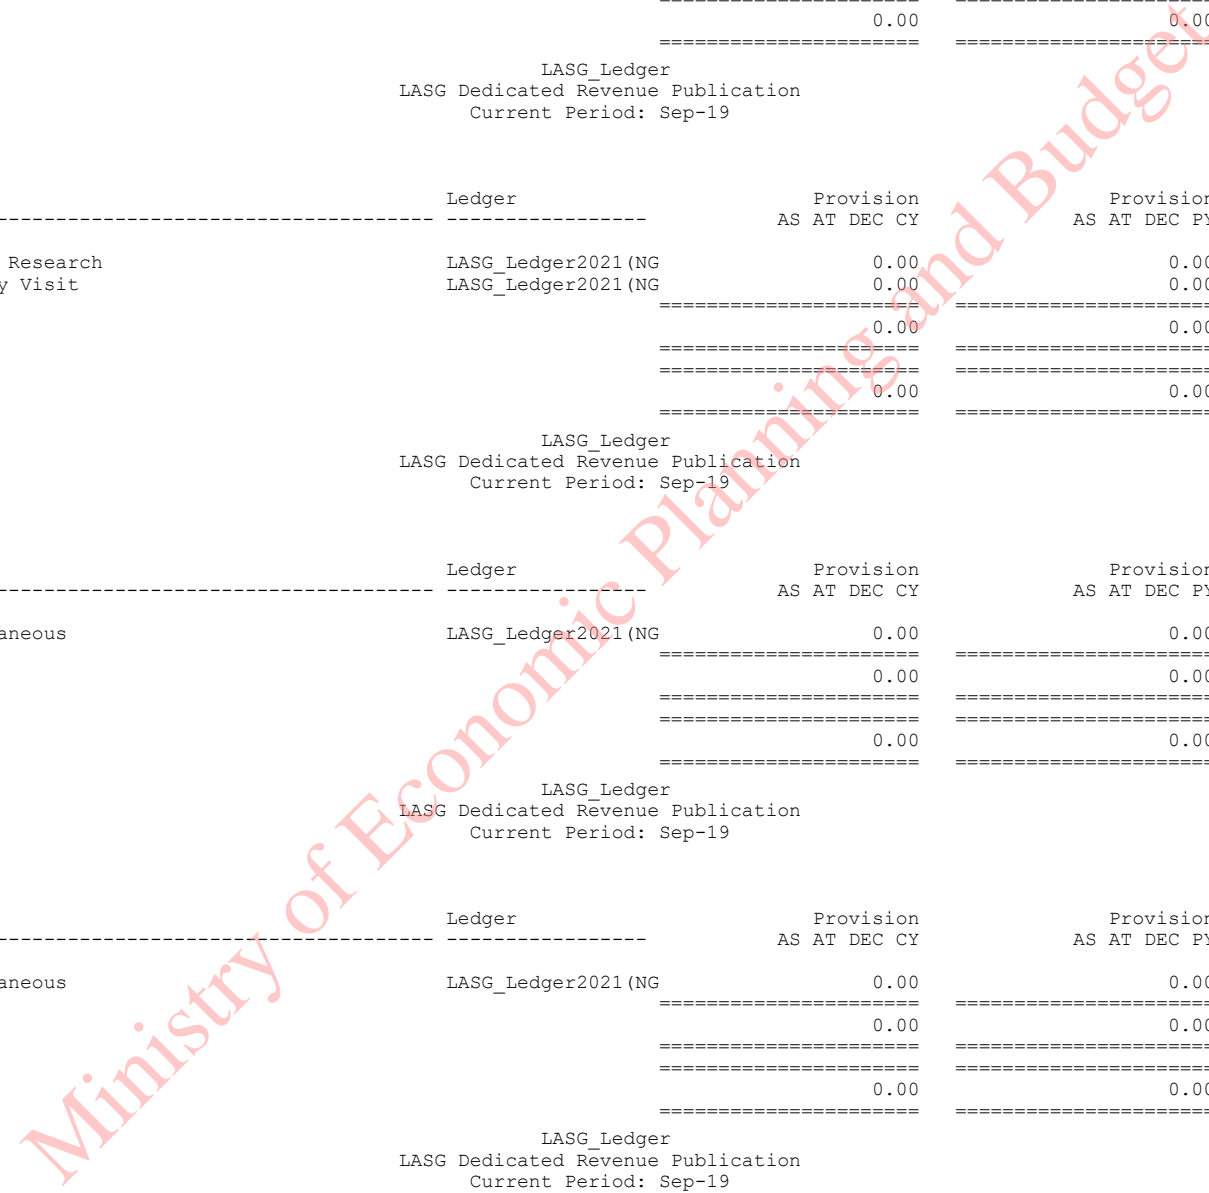 ====================== ======================
0.00 0.00
====================== ======================
LASG_Ledger
LASG Dedicated Revenue Publication
Current Period: Sep-19
Ledger Provision Provision
------------------------------------- ----------------- AS AT DEC CY AS AT DEC PY
Research LASG_Ledger2021(NG 0.00 0.00
y Visit LASG_Ledger2021(NG 0.00 0.00
====================== ======================
0.00 0.00
====================== ======================
====================== ======================
0.00 0.00
====================== ======================
LASG_Ledger
LASG Dedicated Revenue Publication
Current Period: Sep-19
Ledger Provision Provision
------------------------------------- ----------------- AS AT DEC CY AS AT DEC PY
aneous LASG_Ledger2021(NG 0.00 0.00
====================== ======================
0.00 0.00
====================== ======================
====================== ======================
0.00 0.00
====================== ======================
LASG_Ledger
LASG Dedicated Revenue Publication
Current Period: Sep-19
Ledger Provision Provision
------------------------------------- ----------------- AS AT DEC CY AS AT DEC PY
aneous LASG_Ledger2021(NG 0.00 0.00
====================== ======================
0.00 0.00
====================== ======================
====================== ======================
0.00 0.00
====================== ======================
LASG_Ledger
LASG Dedicated Revenue Publication
Current Period: Sep-19
Ministry of Economic Planning and Budget